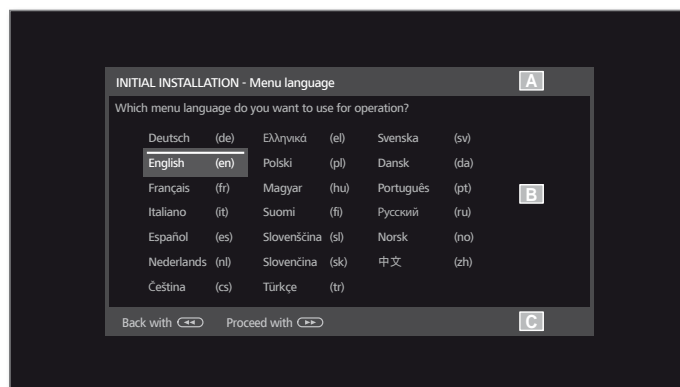 INITIAL INSTALLATION - Menu language A
Which menu language do you want to use for operation?
Deutsch (de) Ελληνικά (el) Svenska (sv)
English (en) Polski (pl) Dansk (da)
Français (fr) Magyar (hu) Português (pt)
B
Italiano (it) Suomi (fi) Русский (ru)
Español (es) Slovenščina (sl) Norsk (no)
Nederlands (nl) Slovenčina (sk) 中文 (zh)
Čeština (cs) Türkçe (tr)
Back with Proceed with C